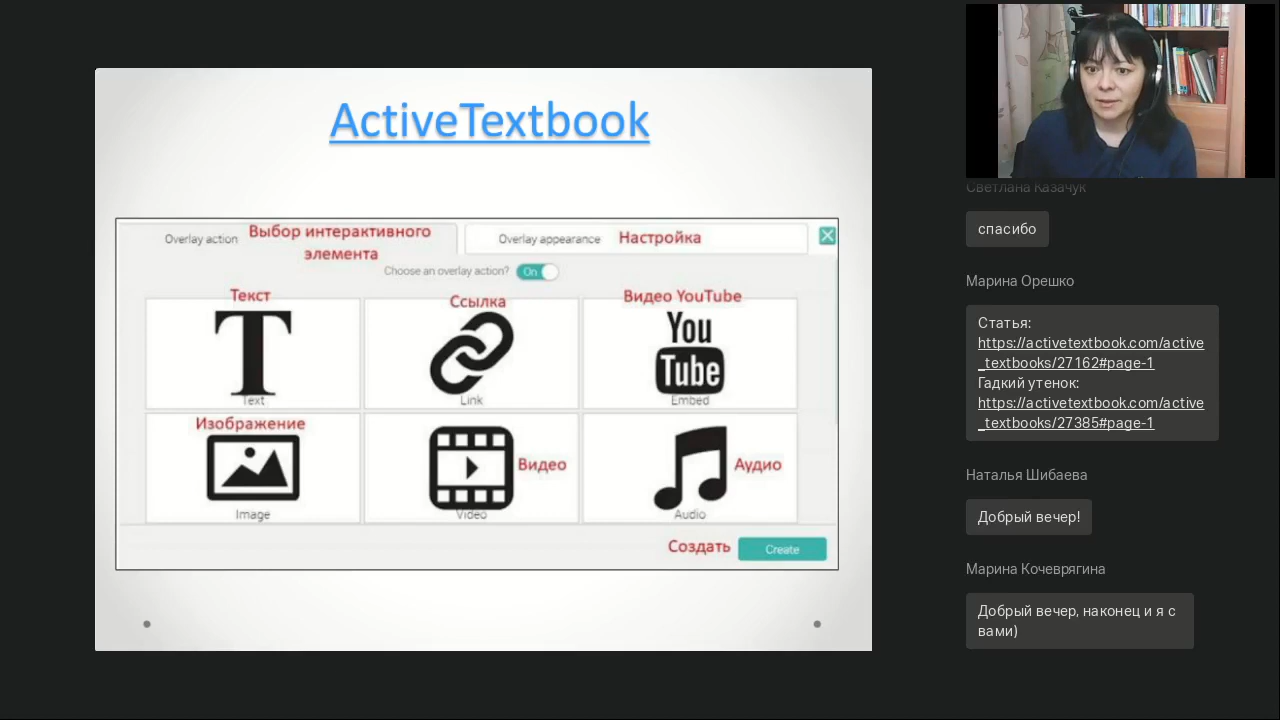 ActiveTextbook
Overlay action
Выбор интерактивного
элемента
Overlay appearance
Настройка
Choose an overlay action?
On
Текст
Ссылка
Видео YouTube
You
Tube
Text
Link
Embed
Изображение
Видео
Аудио
Image
Video
Audio
Создать
Create
Светлана Казачук
спасибо
Марина Орешко
Статья:
https://activetextbook.com/active
_textbooks/27162#page-1
Гадкий утенок:
https://activetextbook.com/active
_textbooks/27385#page-1
Наталья Шибаева
Добрый вечер!
Марина Кочеврягина
Добрый вечер, наконец и я с
вами)